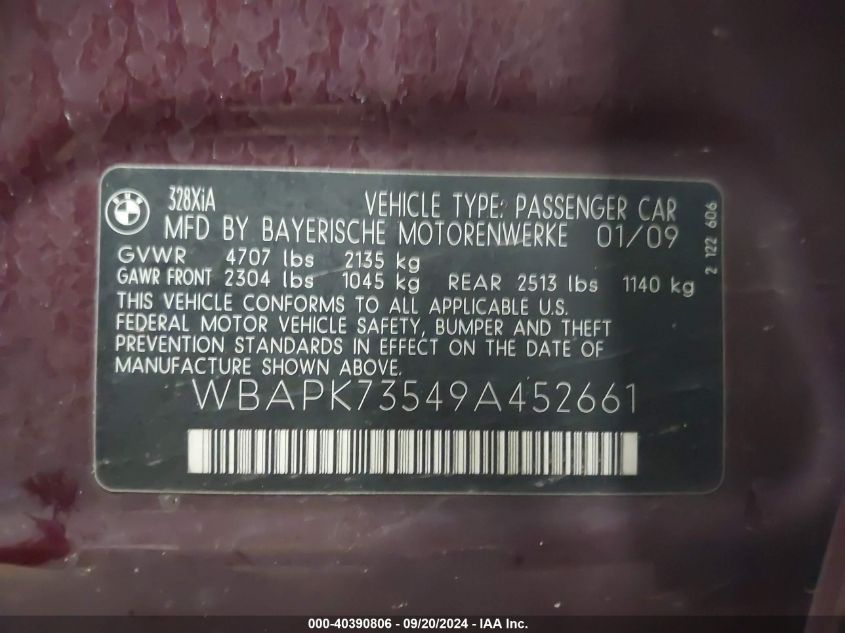 BMW
328XiA
VEHICLE TYPE: PASSENGER CAR
MFD BY BAYERISCHE MOTORENWERKE 01/09
GVWR 4707 lbs 2135 kg
GAWR FRONT 2304 lbs 1045 kg REAR 2513 lbs 1140 kg
THIS VEHICLE CONFORMS TO ALL APPLICABLE U.S.
FEDERAL MOTOR VEHICLE SAFETY, BUMPER AND THEFT
PREVENTION STANDARDS IN EFFECT ON THE DATE OF
MANUFACTURE SHOWN ABOVE.
WBAPK73549A452661
2 122 606
000-40390806 - 09/20/2024 - IAA Inc.